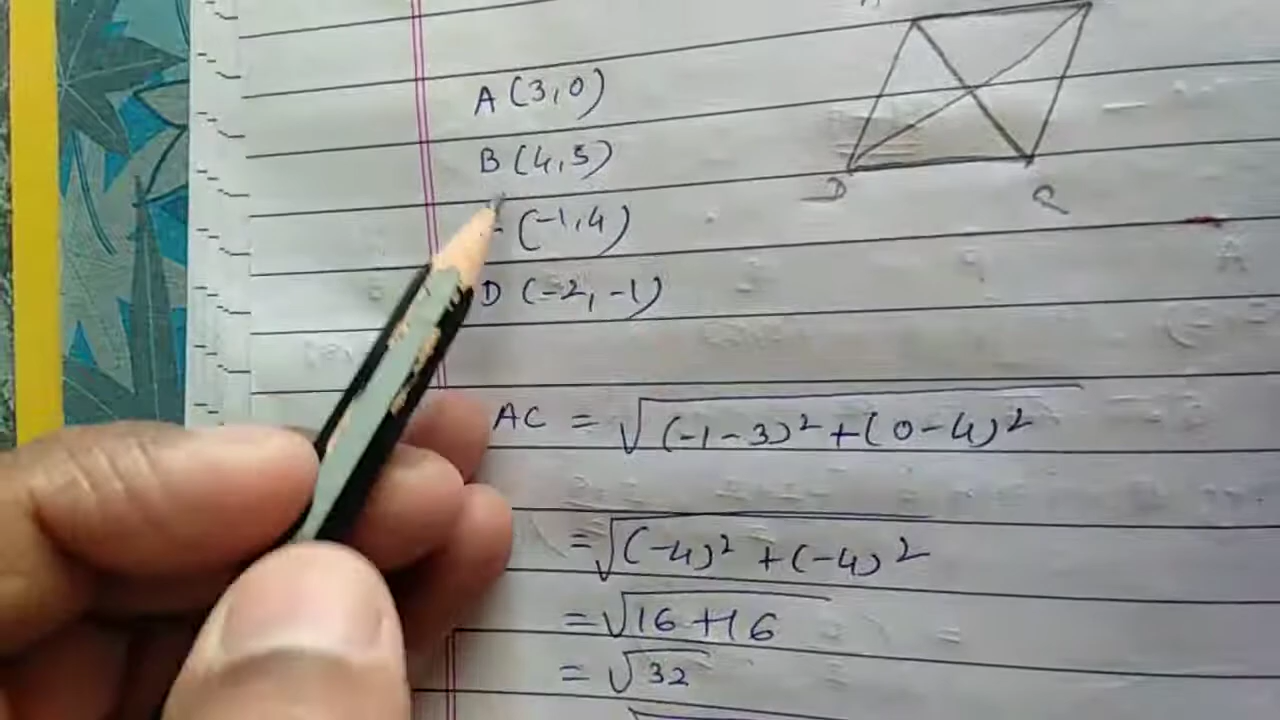 A (3,0)
B (4,5)
(-1,4)
D (-2,-1)
D
C
AC = √(-1-3)² + (0-4)²
= √(-4)² + (-4)²
= √16 + 16
= √32